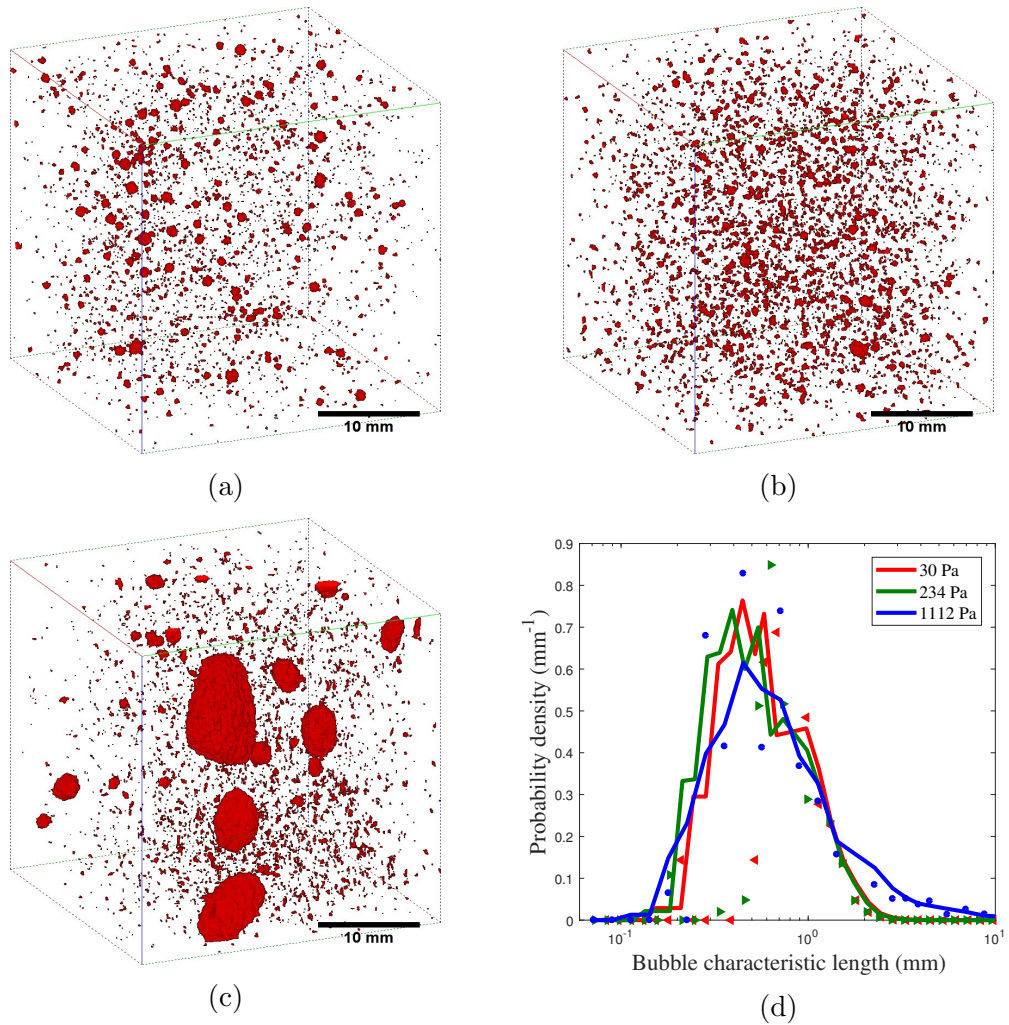 10 mm
10 mm
(a)
(b)
10 mm
(c)
0.9
0.8
0.7
0.6
0.5
0.4
0.3
0.2
0.1
0
Probability density (mm⁻¹)
30 Pa
234 Pa
1112 Pa
10⁻¹
10⁰
10¹
Bubble characteristic length (mm)
(d)